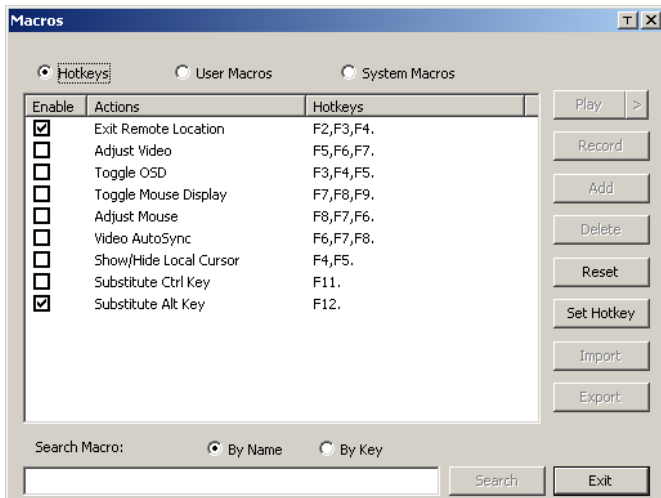 Macros
T X
Hotkeys User Macros System Macros
Enable Actions Hotkeys
Exit Remote Location F2,F3,F4.
Adjust Video F5,F6,F7.
Toggle OSD F3,F4,F5.
Toggle Mouse Display F7,F8,F9.
Adjust Mouse F8,F7,F6.
Video AutoSync F6,F7,F8.
Show/Hide Local Cursor F4,F5.
Substitute Ctrl Key F11.
Substitute Alt Key F12.
Play >
Record
Add
Delete
Reset
Set Hotkey
Import
Export
Search Macro: By Name By Key
Search Exit